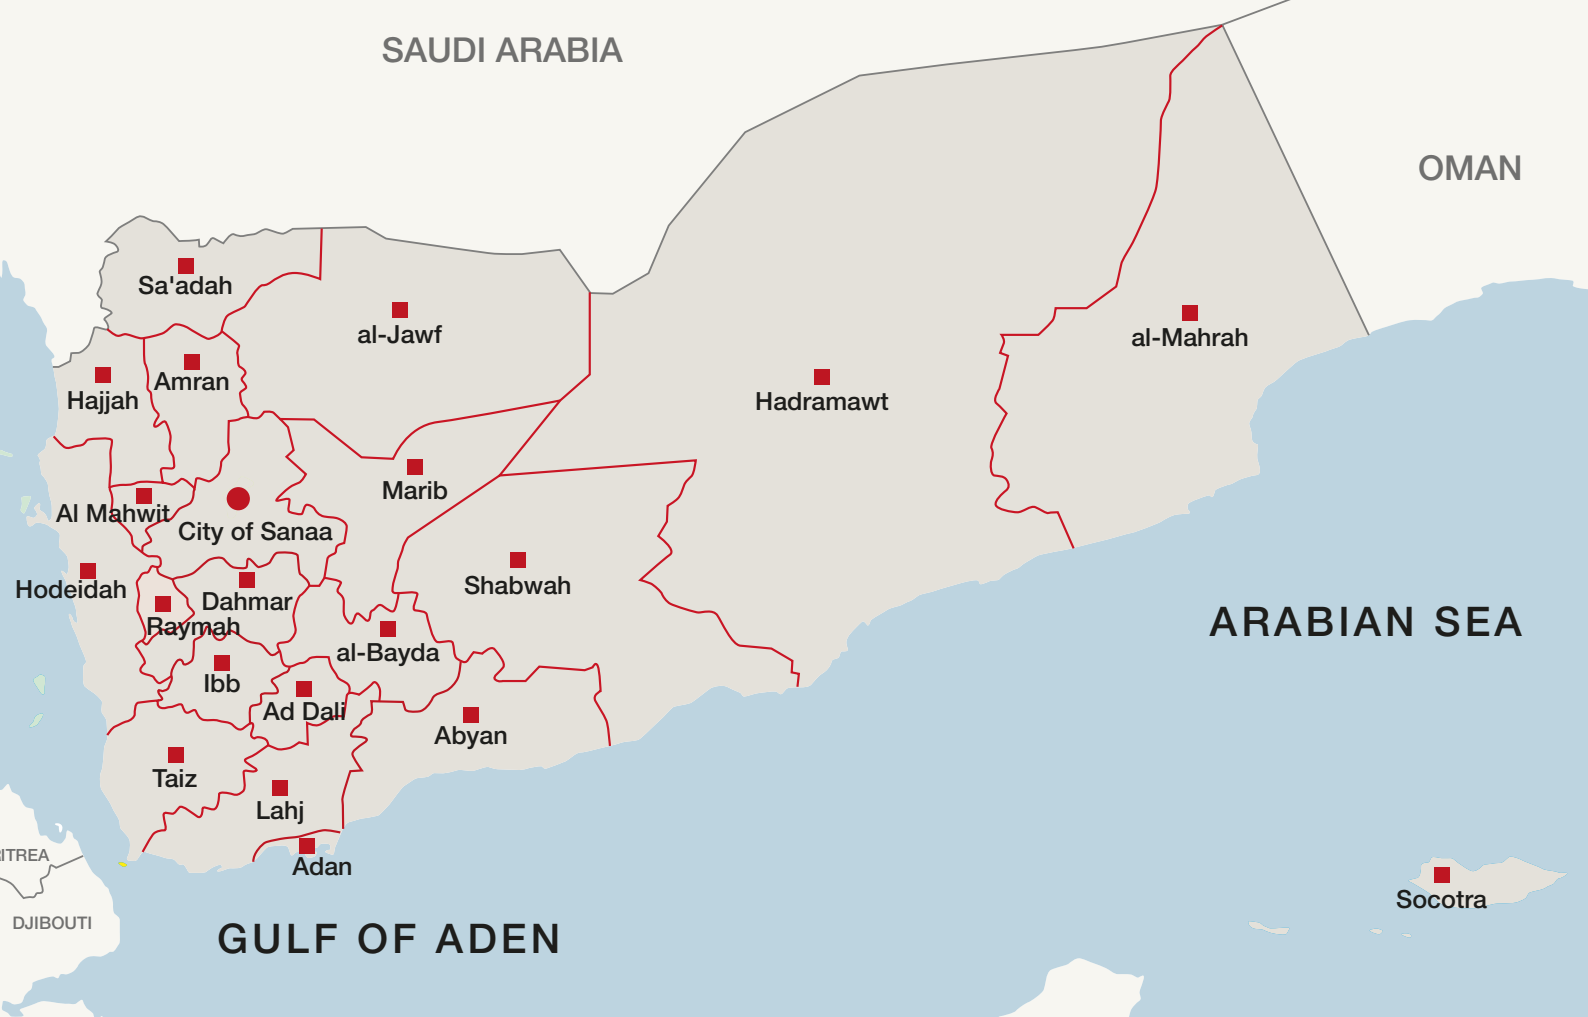 SAUDI ARABIA
OMAN
Sa'adah
al-Jawf
al-Mahrah
Amran
Hajjah
Hadramawt
Marib
Al Mahwit
City of Sanaa
Hodeidah
Shabwah
Dahmar
Raymah
ARABIAN SEA
al-Bayda
Ibb
Ad Dali
Abyan
Taiz
Lahj
ITREA
Adan
Socotra
DJIBOUTI
GULF OF ADEN